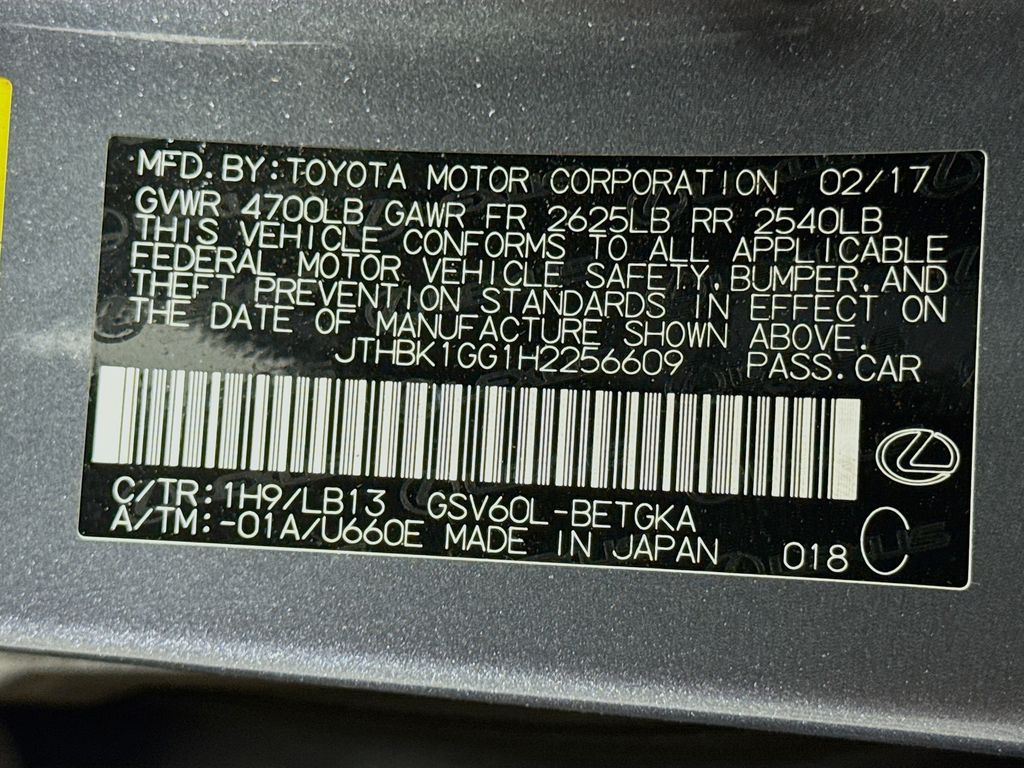 MFD.BY:TOYOTA MOTOR CORPORATION 02/17
GVWR 4700LB GAWR FR 2625LB RR 2540LB
THIS VEHICLE CONFORMS TO ALL APPLICABLE
FEDERAL MOTOR VEHICLE SAFETY,BUMPER,AND
THEFT PREVENTION STANDARDS IN EFFECT ON
THE DATE OF MANUFACTURE SHOWN ABOVE.
JTHBK1GG1H2256609 PASS.CAR
C/TR:1H9/LB13 GSV60L-BETGKA
A/TM:-01A/U660E MADE IN JAPAN 018 C